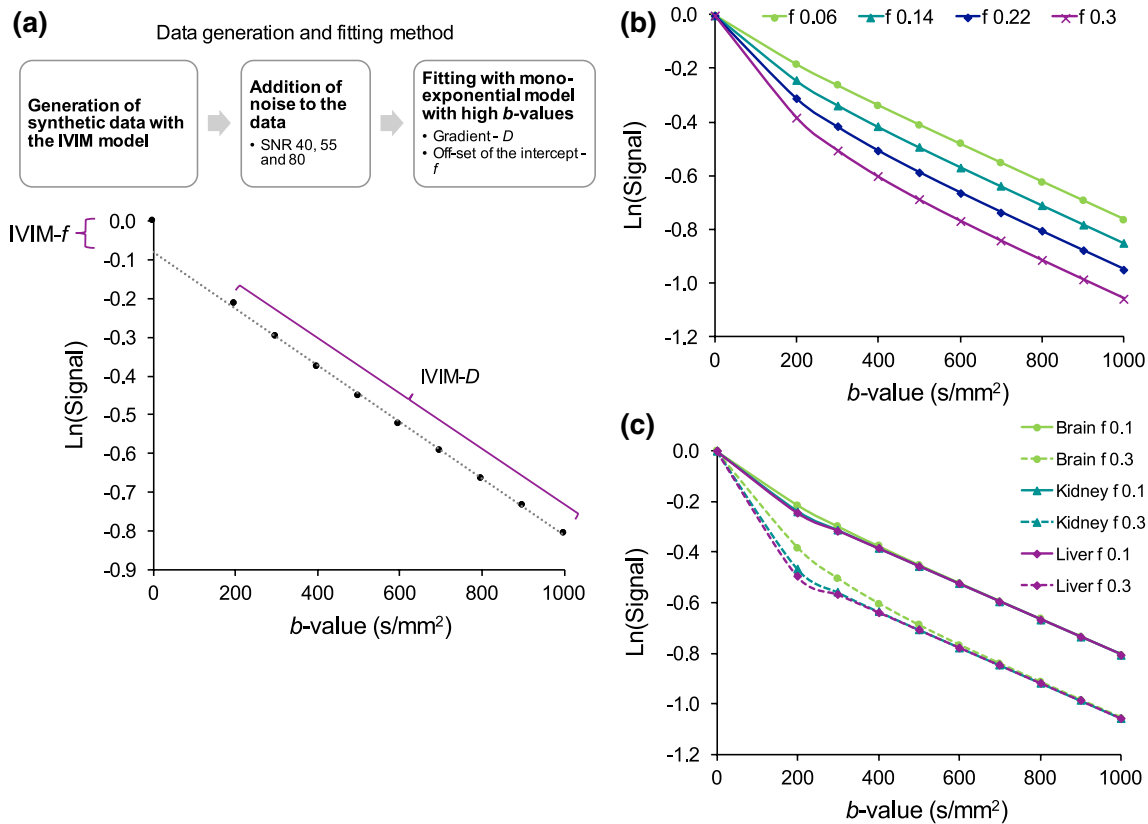 (a)
Data generation and fitting method
Generation of
synthetic data with
the IVIM model
Addition of
noise to the
data
• SNR 40, 55
and 80
Fitting with mono-
exponential model
with high b-values
• Gradient- D
• Off-set of the intercept-
f
IVIM-f
0.0
-0.1
-0.2
-0.3
-0.4
-0.5
-0.6
-0.7
-0.8
-0.9
Ln(Signal)
IVIM-D
0 200 400 600 800 1000
b-value (s/mm²)
(b)
f 0.06 f 0.14 f 0.22 f 0.3
0.0
-0.2
-0.4
-0.6
-0.8
-1.0
-1.2
Ln(Signal)
0 200 400 600 800 1000
b-value (s/mm²)
(c)
Brain f 0.1
Brain f 0.3
Kidney f 0.1
Kidney f 0.3
Liver f 0.1
Liver f 0.3
0.0
-0.2
-0.4
-0.6
-0.8
-1.0
-1.2
Ln(Signal)
0 200 400 600 800 1000
b-value (s/mm²)